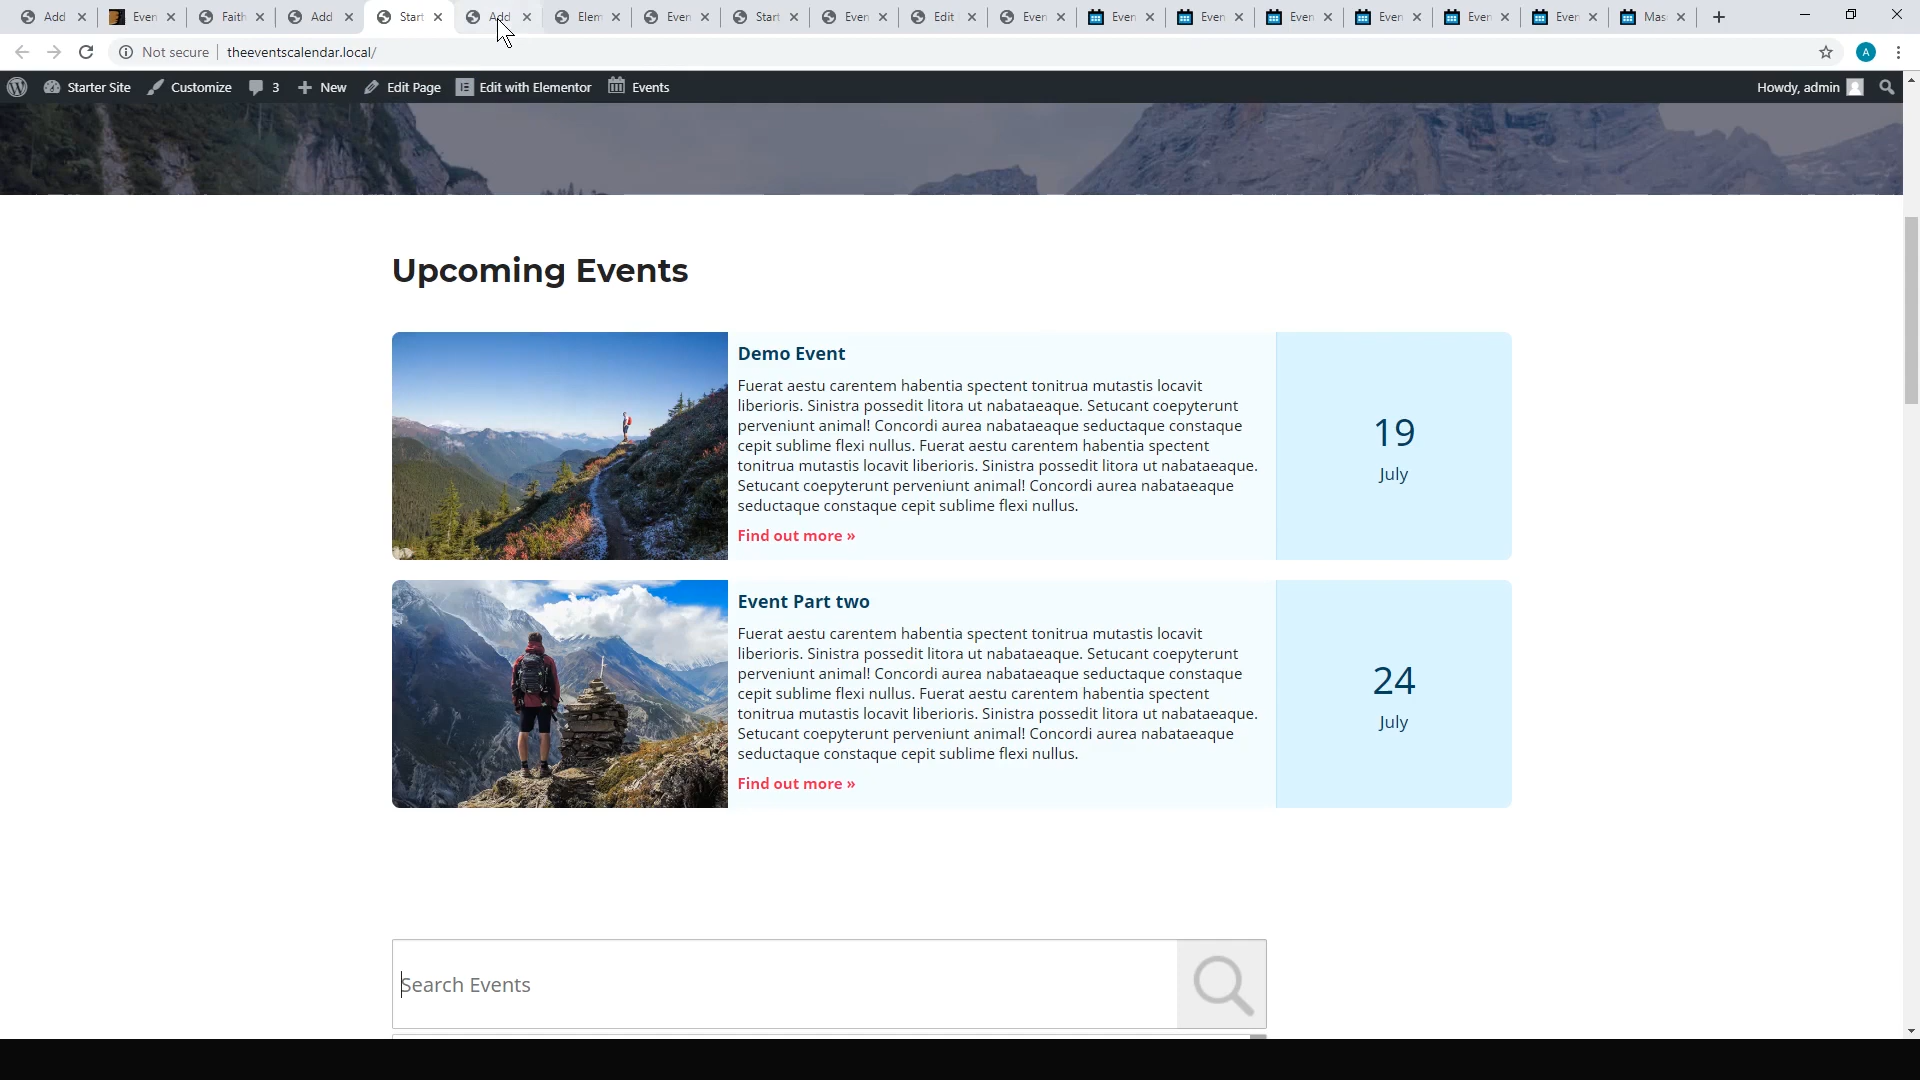 Add Even Faith Add Start Add Elem Even Start Even Edit Even Even Even Even Even Even Even Mas
Not secure theeventscalendar.local/ A
Starter Site Customize 3 New Edit Page Edit with Elementor Events Howdy, admin
Upcoming Events
Demo Event
Fuerat aestu carentem habentia spectent tonitrua mutastis locavit
liberioris. Sinistra possedit litora ut nabataeaque. Setucant coepyterunt
perveniunt animal! Concordi aurea nabataeaque seductaque constaque
cepit sublime flexi nullus. Fuerat aestu carentem habentia spectent
tonitrua mutastis locavit liberioris. Sinistra possedit litora ut nabataeaque.
Setucant coepyterunt perveniunt animal! Concordi aurea nabataeaque
seductaque constaque cepit sublime flexi nullus.
Find out more »
19
July
Event Part two
Fuerat aestu carentem habentia spectent tonitrua mutastis locavit
liberioris. Sinistra possedit litora ut nabataeaque. Setucant coepyterunt
perveniunt animal! Concordi aurea nabataeaque seductaque constaque
cepit sublime flexi nullus. Fuerat aestu carentem habentia spectent
tonitrua mutastis locavit liberioris. Sinistra possedit litora ut nabataeaque.
Setucant coepyterunt perveniunt animal! Concordi aurea nabataeaque
seductaque constaque cepit sublime flexi nullus.
Find out more »
24
July
Search Events